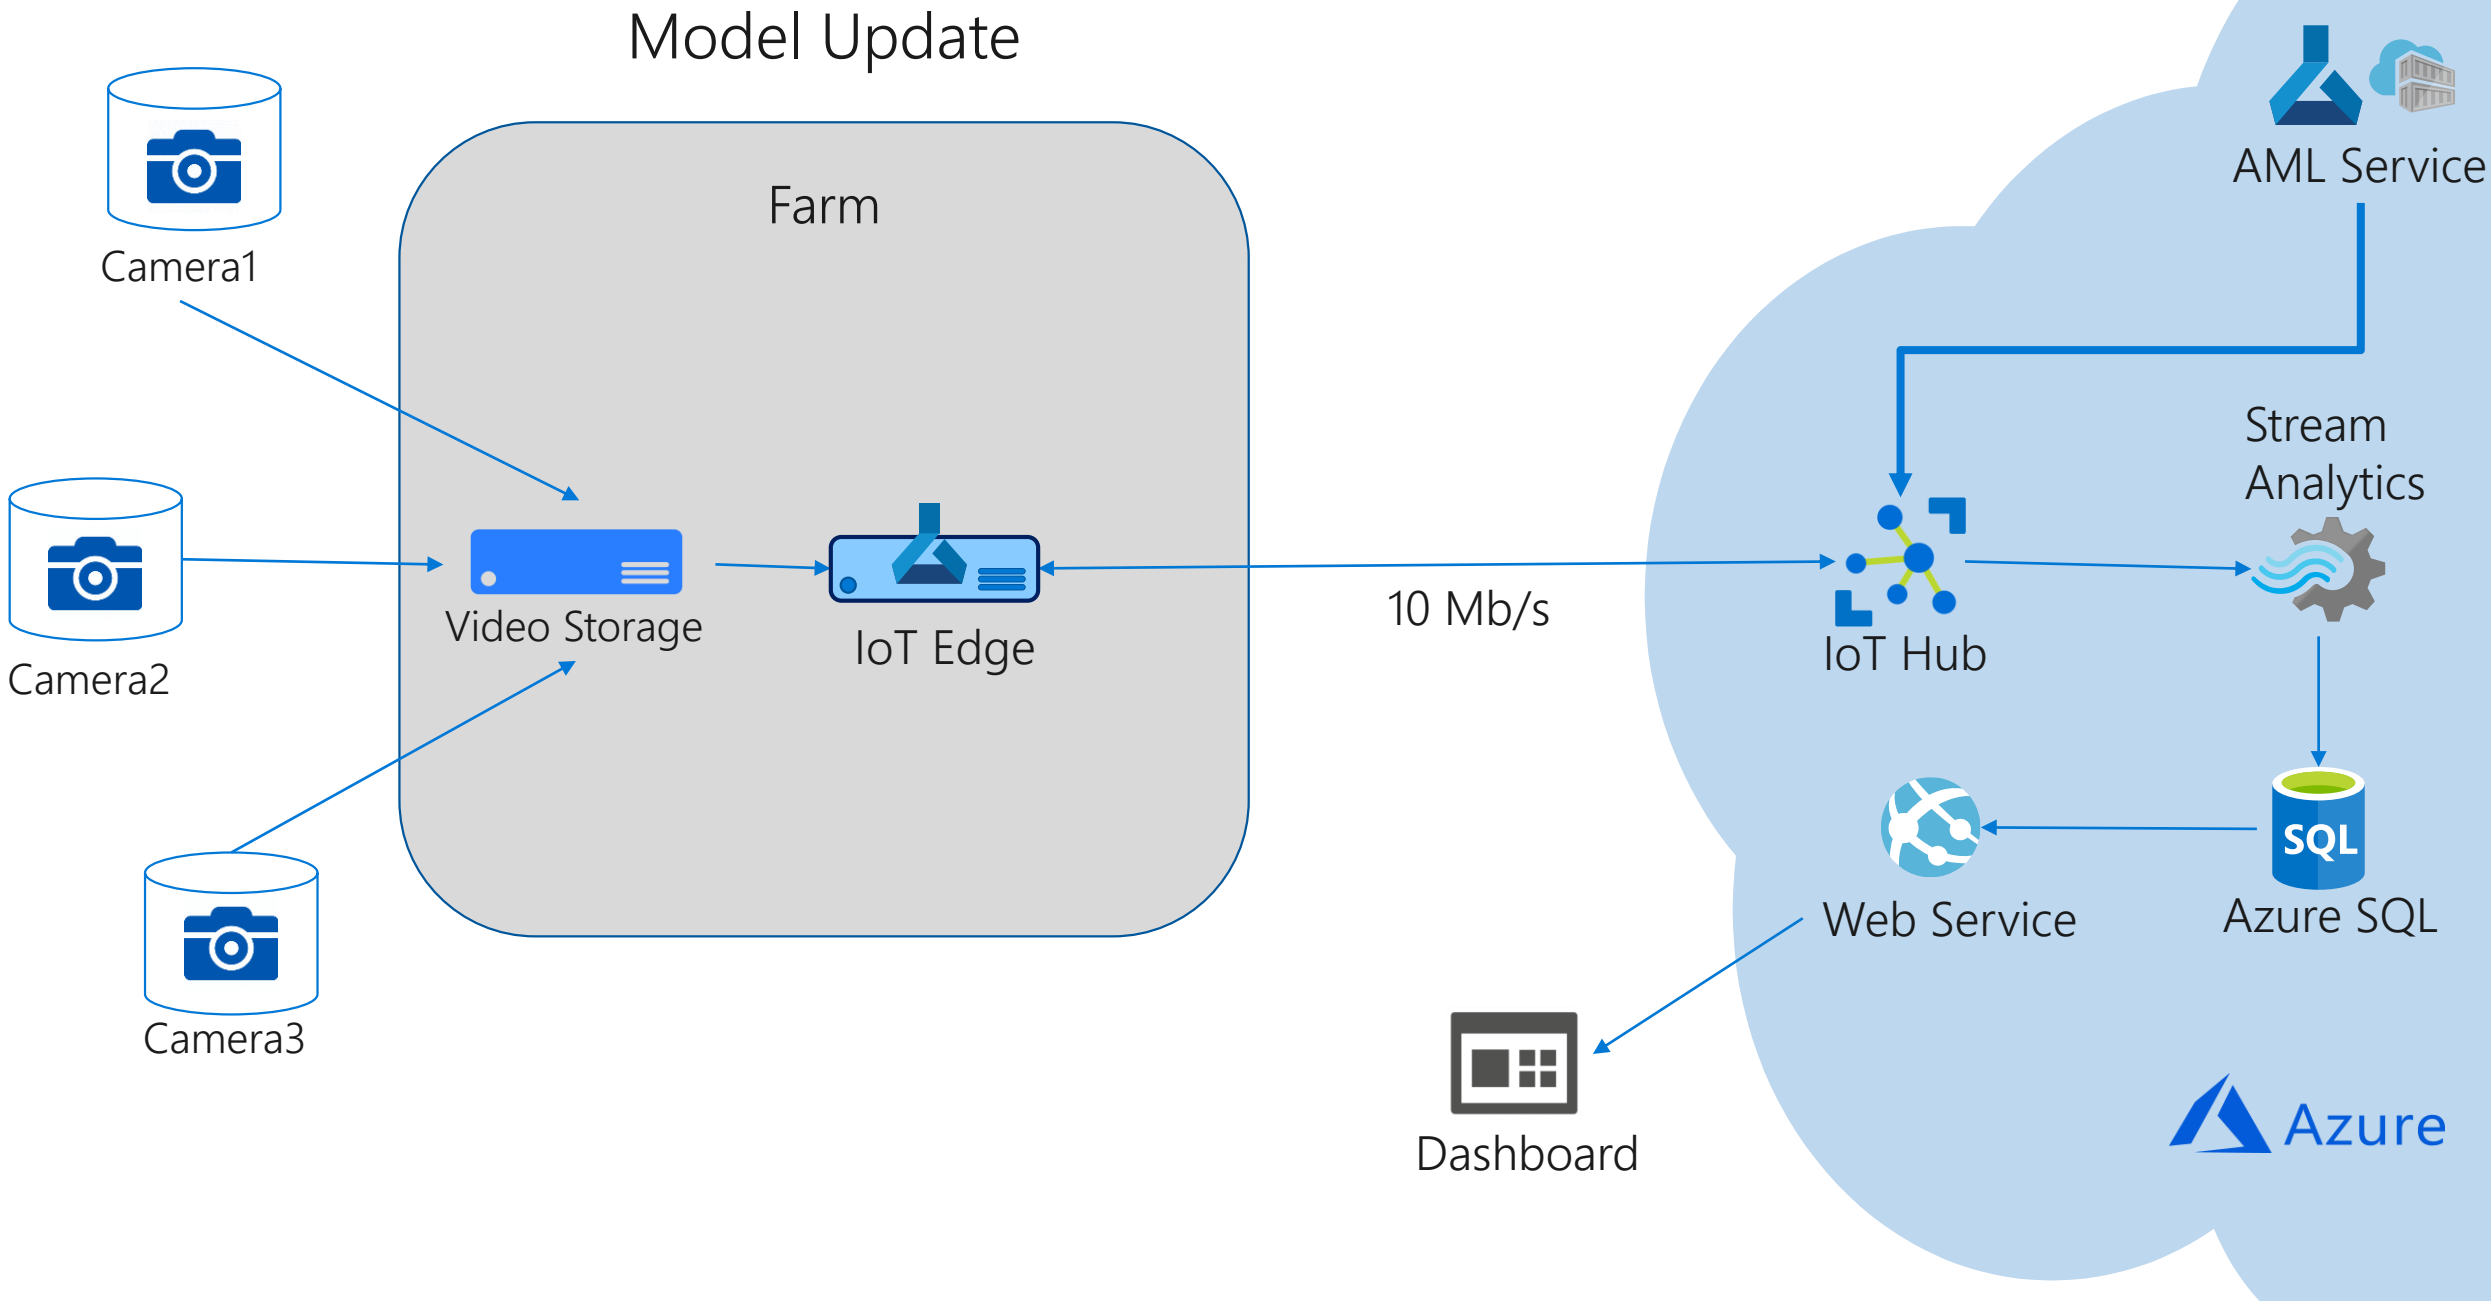 Model Update
AML Service
Farm
Camera1
Stream
Analytics
Video Storage
IoT Edge
10 Mb/s
IoT Hub
Camera2
SQL
Web Service
Azure SQL
Camera3
Dashboard
Azure